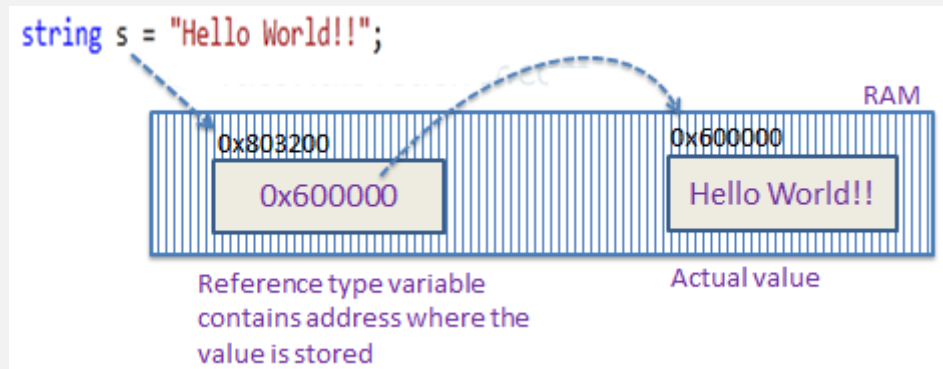 string s = "Hello World!!";
RAM
0x803200
0x600000
0x600000
Hello World!!
Reference type variable
contains address where the
value is stored
Actual value